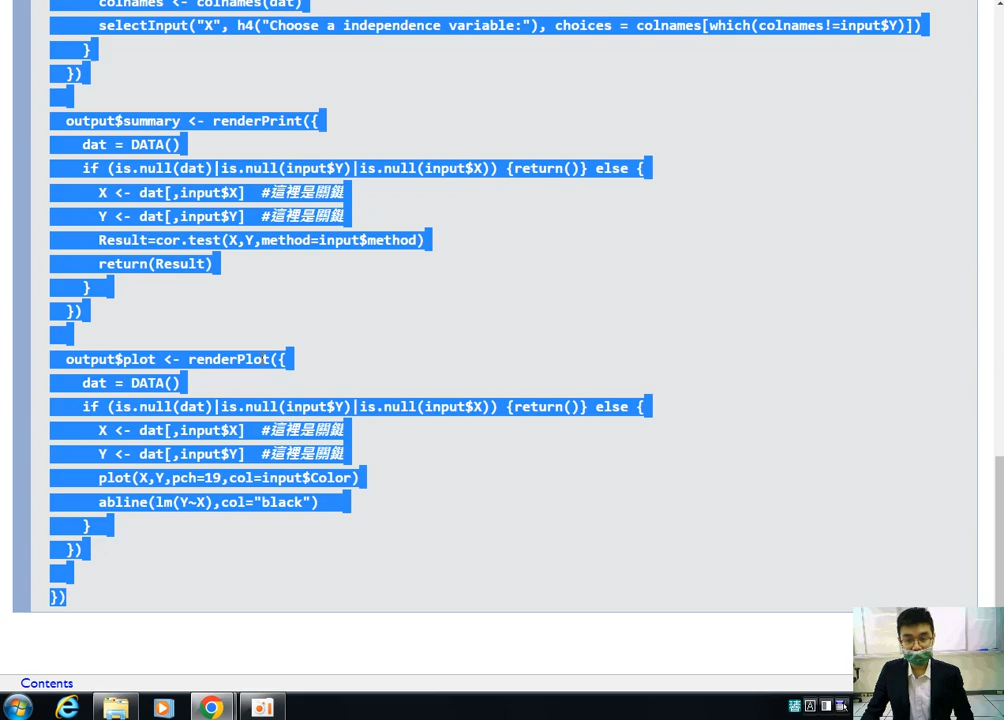 colnames <- colnames(dat)
selectInput("X", h4("Choose a independence variable:"), choices = colnames[which(colnames!=input$Y)])
}
})
output$summary <- renderPrint({
dat = DATA()
if (is.null(dat)|is.null(input$Y)|is.null(input$X)) {return()} else {
X <- dat[,input$X]  #這裡是關鍵
Y <- dat[,input$Y]  #這裡是關鍵
Result=cor.test(X,Y,method=input$method)
return(Result)
}
})
output$plot <- renderPlot({
dat = DATA()
if (is.null(dat)|is.null(input$Y)|is.null(input$X)) {return()} else {
X <- dat[,input$X]  #這裡是關鍵
Y <- dat[,input$Y]  #這裡是關鍵
plot(X,Y,pch=19,col=input$Color)
abline(lm(Y~X),col="black")
}
})
})
Contents